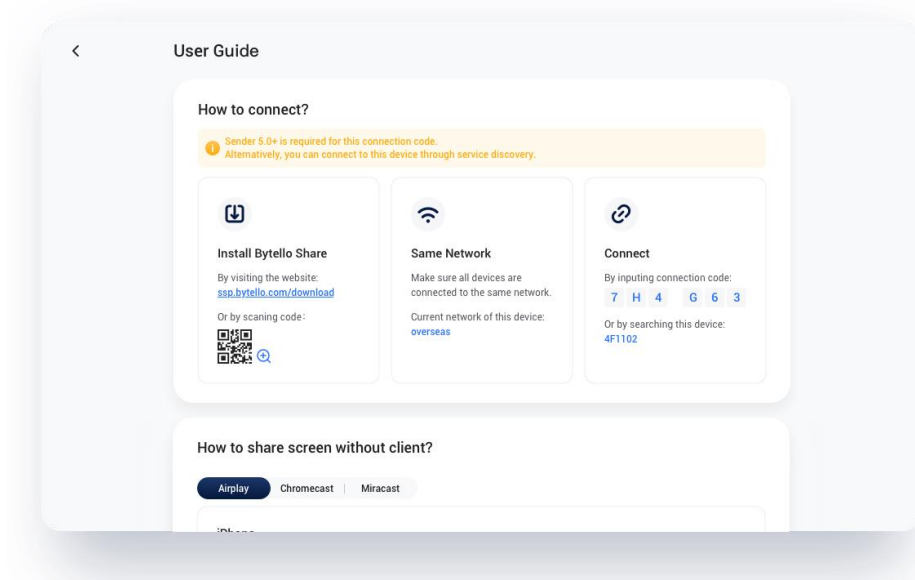 User Guide
How to connect?
Sender 5.0+ is required for this connection code.
Alternatively, you can connect to this device through service discovery.
Install Bytello Share
By visiting the website:
ssp.bytello.com/download
Or by scaning code:
Same Network
Make sure all devices are
connected to the same network.
Current network of this device:
overseas
Connect
By inputing connection code:
7 H 4 G 6 3
Or by searching this device:
4F1102
How to share screen without client?
Airplay Chromecast Miracast
iPhone